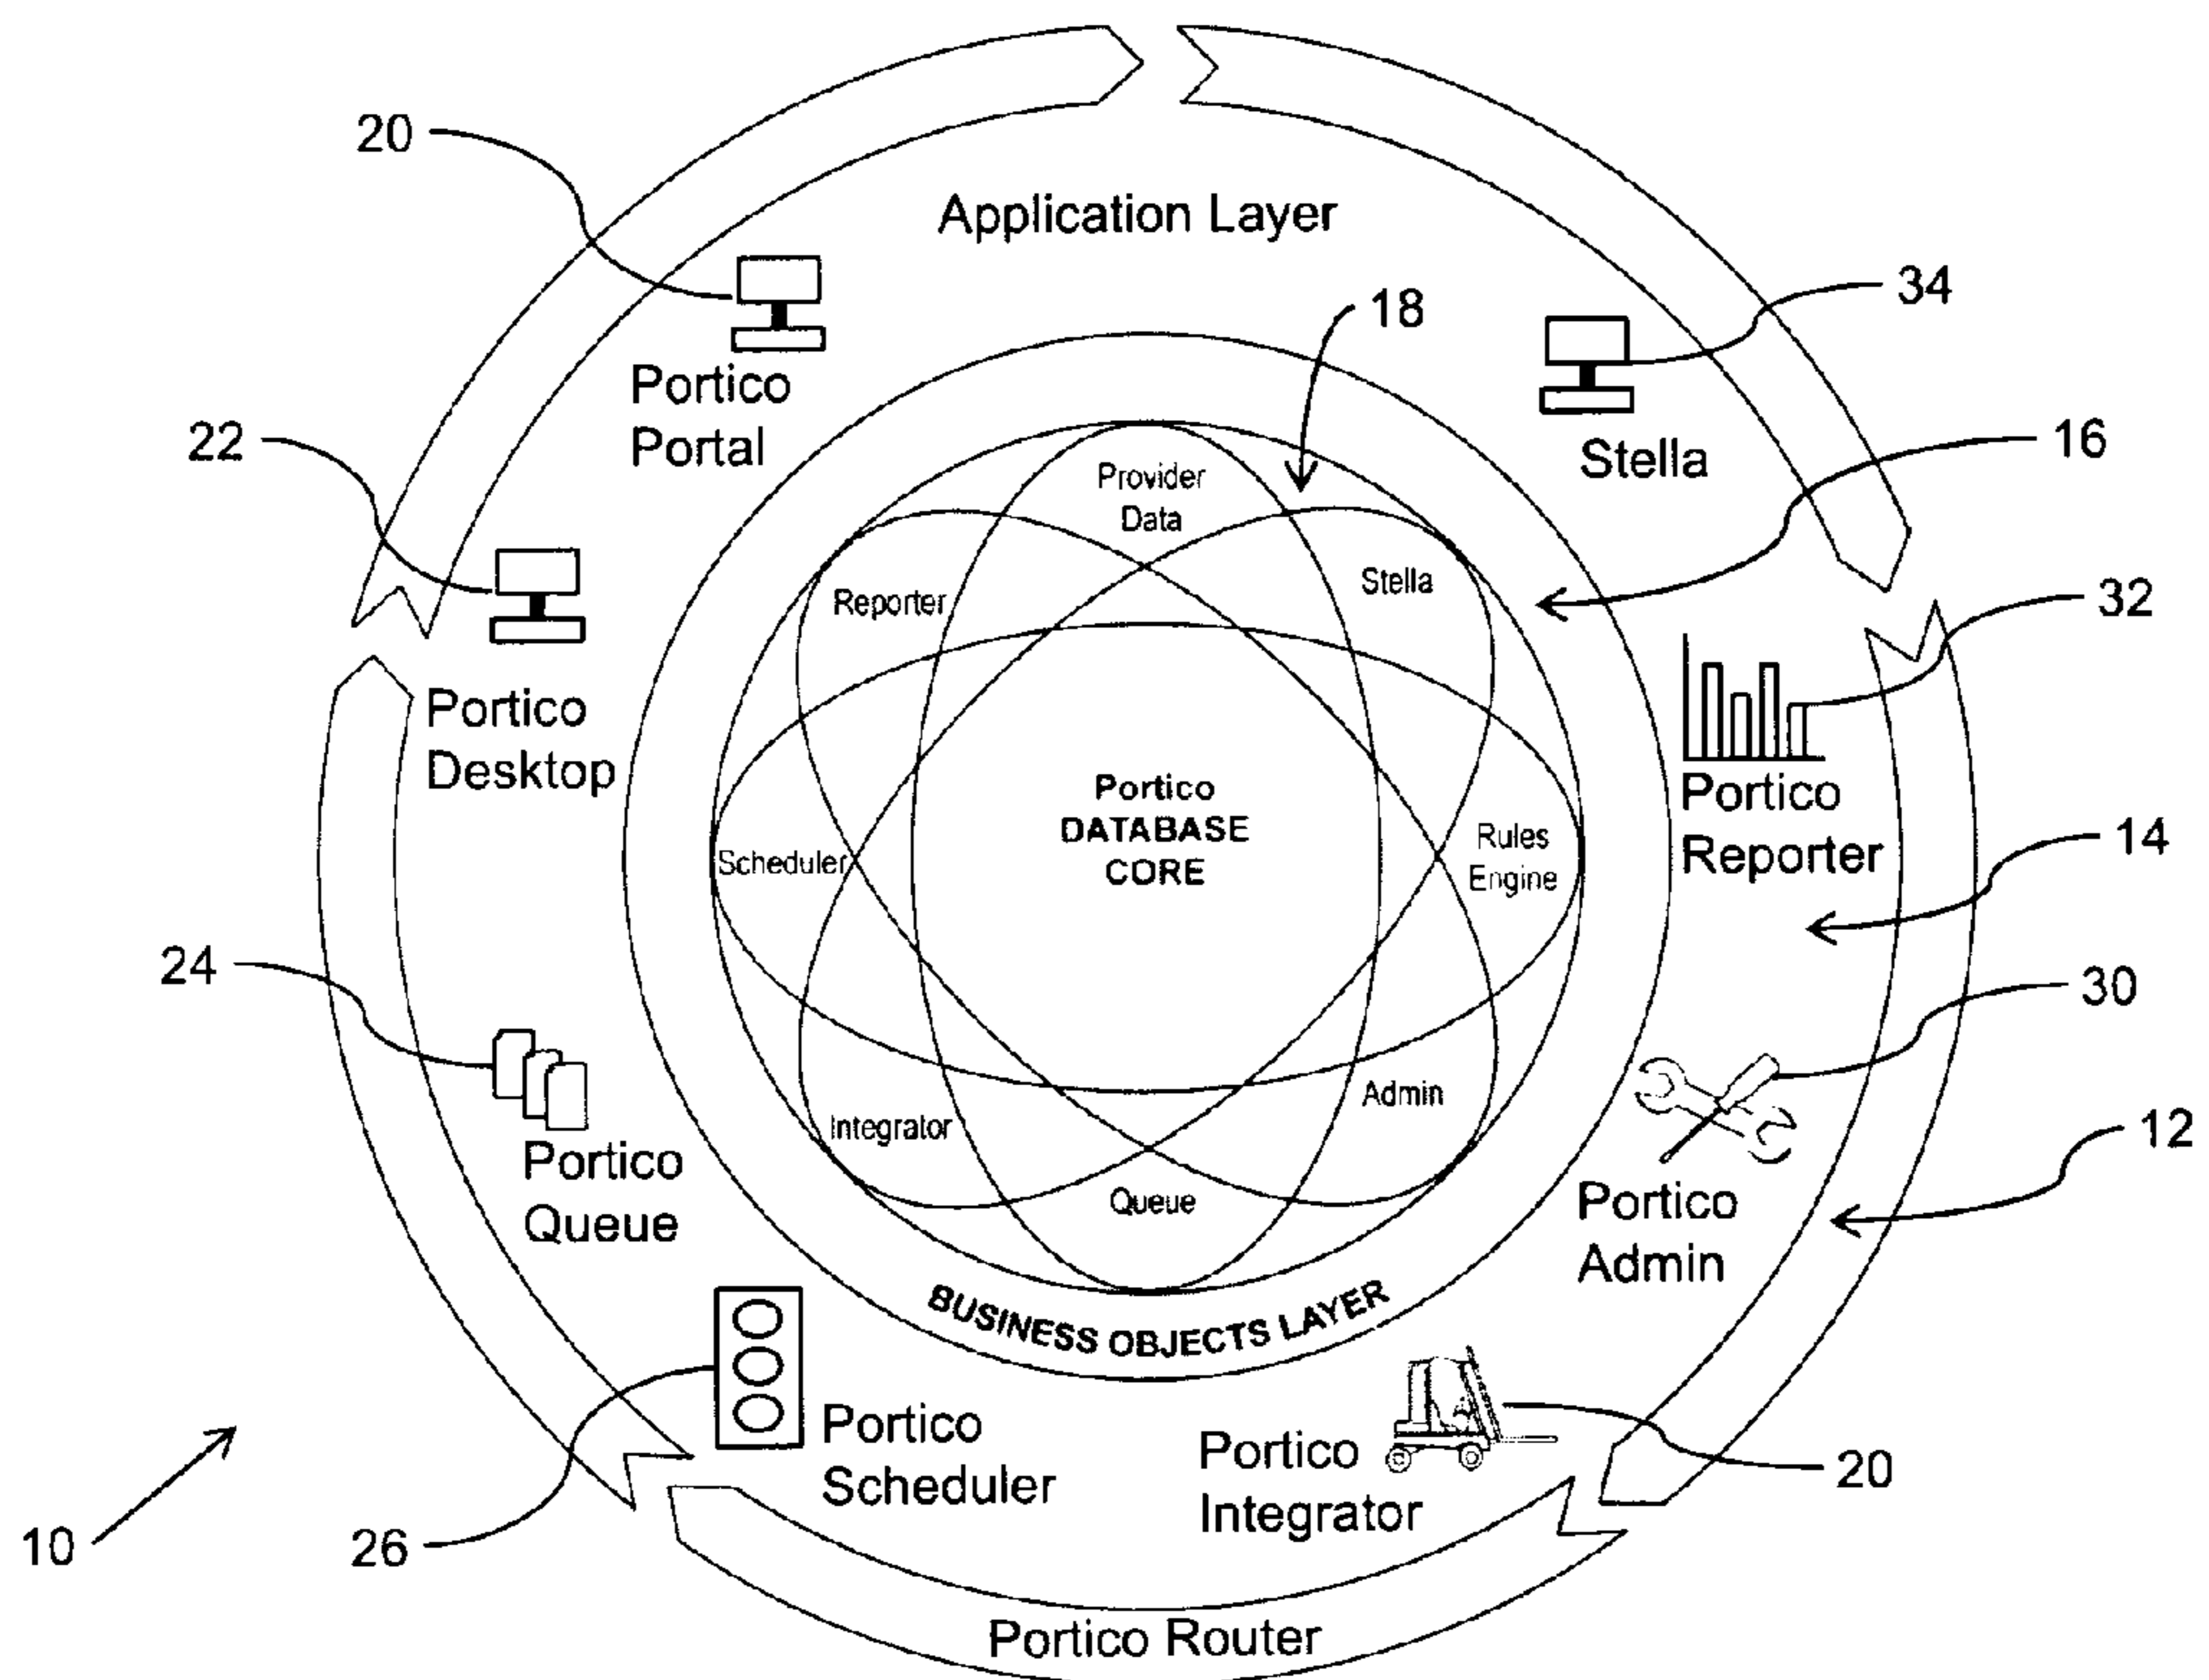 20
Application Layer
34
18
Portico
Portal
Stella
16
22
Provider
Data
Stella
Reporter
32
Portico
Desktop
Portico
DATABASE
CORE
Scheduler
Rules
Engine
Portico
Reporter
14
24
30
Portico
Queue
Integrator
Admin
Queue
12
Portico
Admin
BUSINESS OBJECTS LAYER
Portico
Scheduler
Portico
Integrator
20
10
26
Portico Router